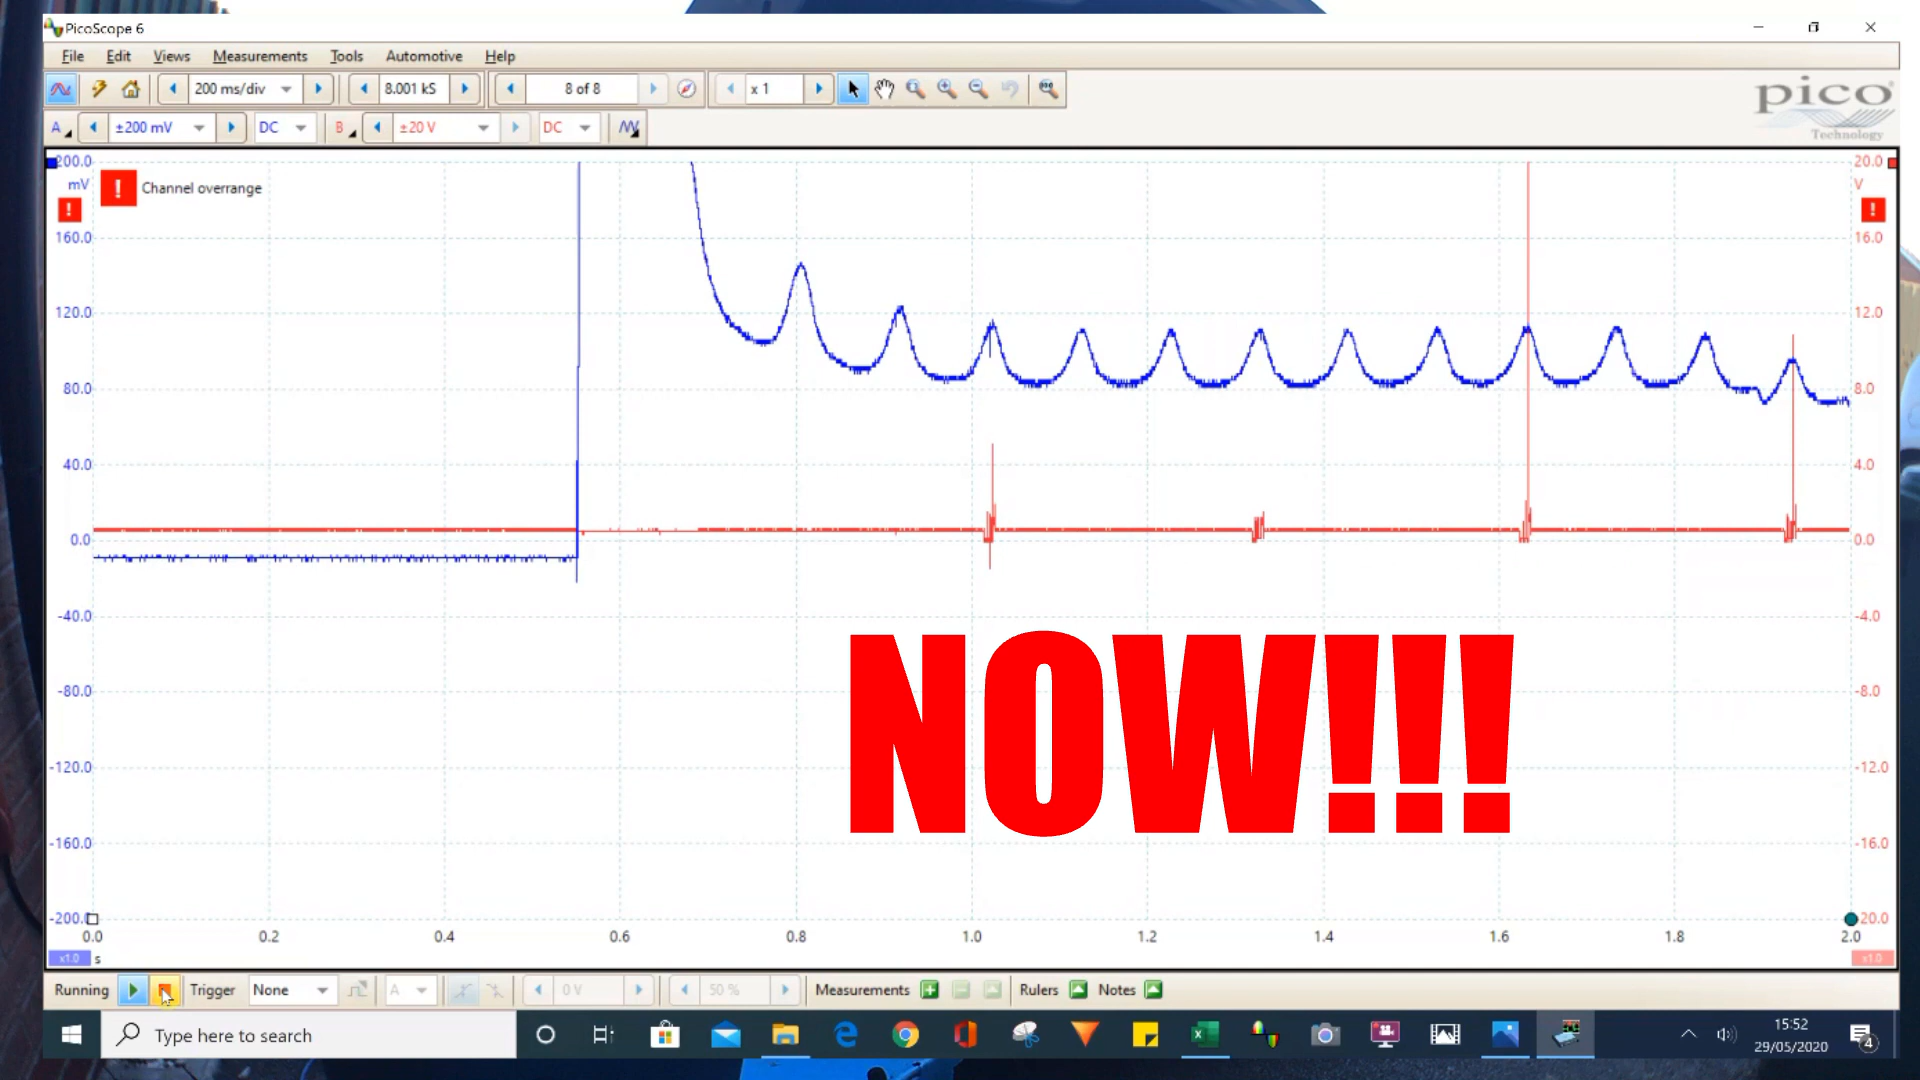 PicoScope 6
File Edit Views Measurements Tools Automotive Help
200 ms/div 8.001 kS 8 of 8 x 1
pico
Technology
A ±200 mV DC B ±20 V DC
200.0 20.0
mV V
! Channel overrange
! !
160.0 16.0
120.0 12.0
80.0 8.0
40.0 4.0
0.0 0.0
-40.0 -4.0
-80.0 -8.0
-120.0 -12.0
-160.0 -16.0
-200.0 20.0
NOW!!!
0.0 0.2 0.4 0.6 0.8 1.0 1.2 1.4 1.6 1.8 2.0
x1.0 s x1.0
Running Trigger None A 0 V 50 % Measurements Rulers Notes
Type here to search
15:52
29/05/2020
4